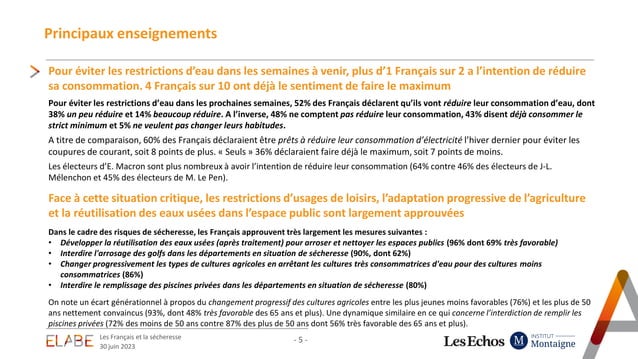 Principaux enseignements
Pour éviter les restrictions d'eau dans les semaines à venir, plus d'1 Français sur 2 a l'intention de réduire
sa consommation. 4 Français sur 10 ont déjà le sentiment de faire le maximum
Pour éviter les restrictions d'eau dans les prochaines semaines, 52% des Français déclarent qu'ils vont réduire leur consommation d'eau, dont
38% un peu réduire et 14% beaucoup réduire. A l'inverse, 48% ne comptent pas réduire leur consommation, 43% disent déjà consommer le
strict minimum et 5% ne veulent pas changer leurs habitudes.
A titre de comparaison, 60% des Français déclaraient être prêts à réduire leur consommation d'électricité l'hiver dernier pour éviter les
coupures de courant, soit 8 points de plus. « Seuls » 36% déclaraient faire déjà le maximum, soit 7 points de moins.
Les électeurs d'E. Macron sont plus nombreux à avoir l'intention de réduire leur consommation (64% contre 46% des électeurs de J-L.
Mélenchon et 45% des électeurs de M. Le Pen).
Face à cette situation critique, les restrictions d'usages de loisirs, l'adaptation progressive de l'agriculture
et la réutilisation des eaux usées dans l'espace public sont largement approuvées
Dans le cadre des risques de sécheresse, les Français approuvent très largement les mesures suivantes :
• Développer la réutilisation des eaux usées (après traitement) pour arroser et nettoyer les espaces publics (96% dont 69% très favorable)
• Interdire l'arrosage des golfs dans les départements en situation de sécheresse (90%, dont 62%)
• Changer progressivement les types de cultures agricoles en arrêtant les cultures très consommatrices d'eau pour des cultures moins
consommatrices (86%)
• Interdire le remplissage des piscines privées dans les départements en situation de sécheresse (80%)
On note un écart générationnel à propos du changement progressif des cultures agricoles entre les plus jeunes moins favorables (76%) et les plus de 50
ans nettement convaincus (93%, dont 48% très favorable des 65 ans et plus). Une dynamique similaire en ce qui concerne l'interdiction de remplir les
piscines privées (72% des moins de 50 ans contre 87% des plus de 50 ans dont 56% très favorable des 65 ans et plus).
ELABE
Les Français et la sécheresse
30 juin 2023
- 5 -
Les Echos
M
INSTITUT
Montaigne